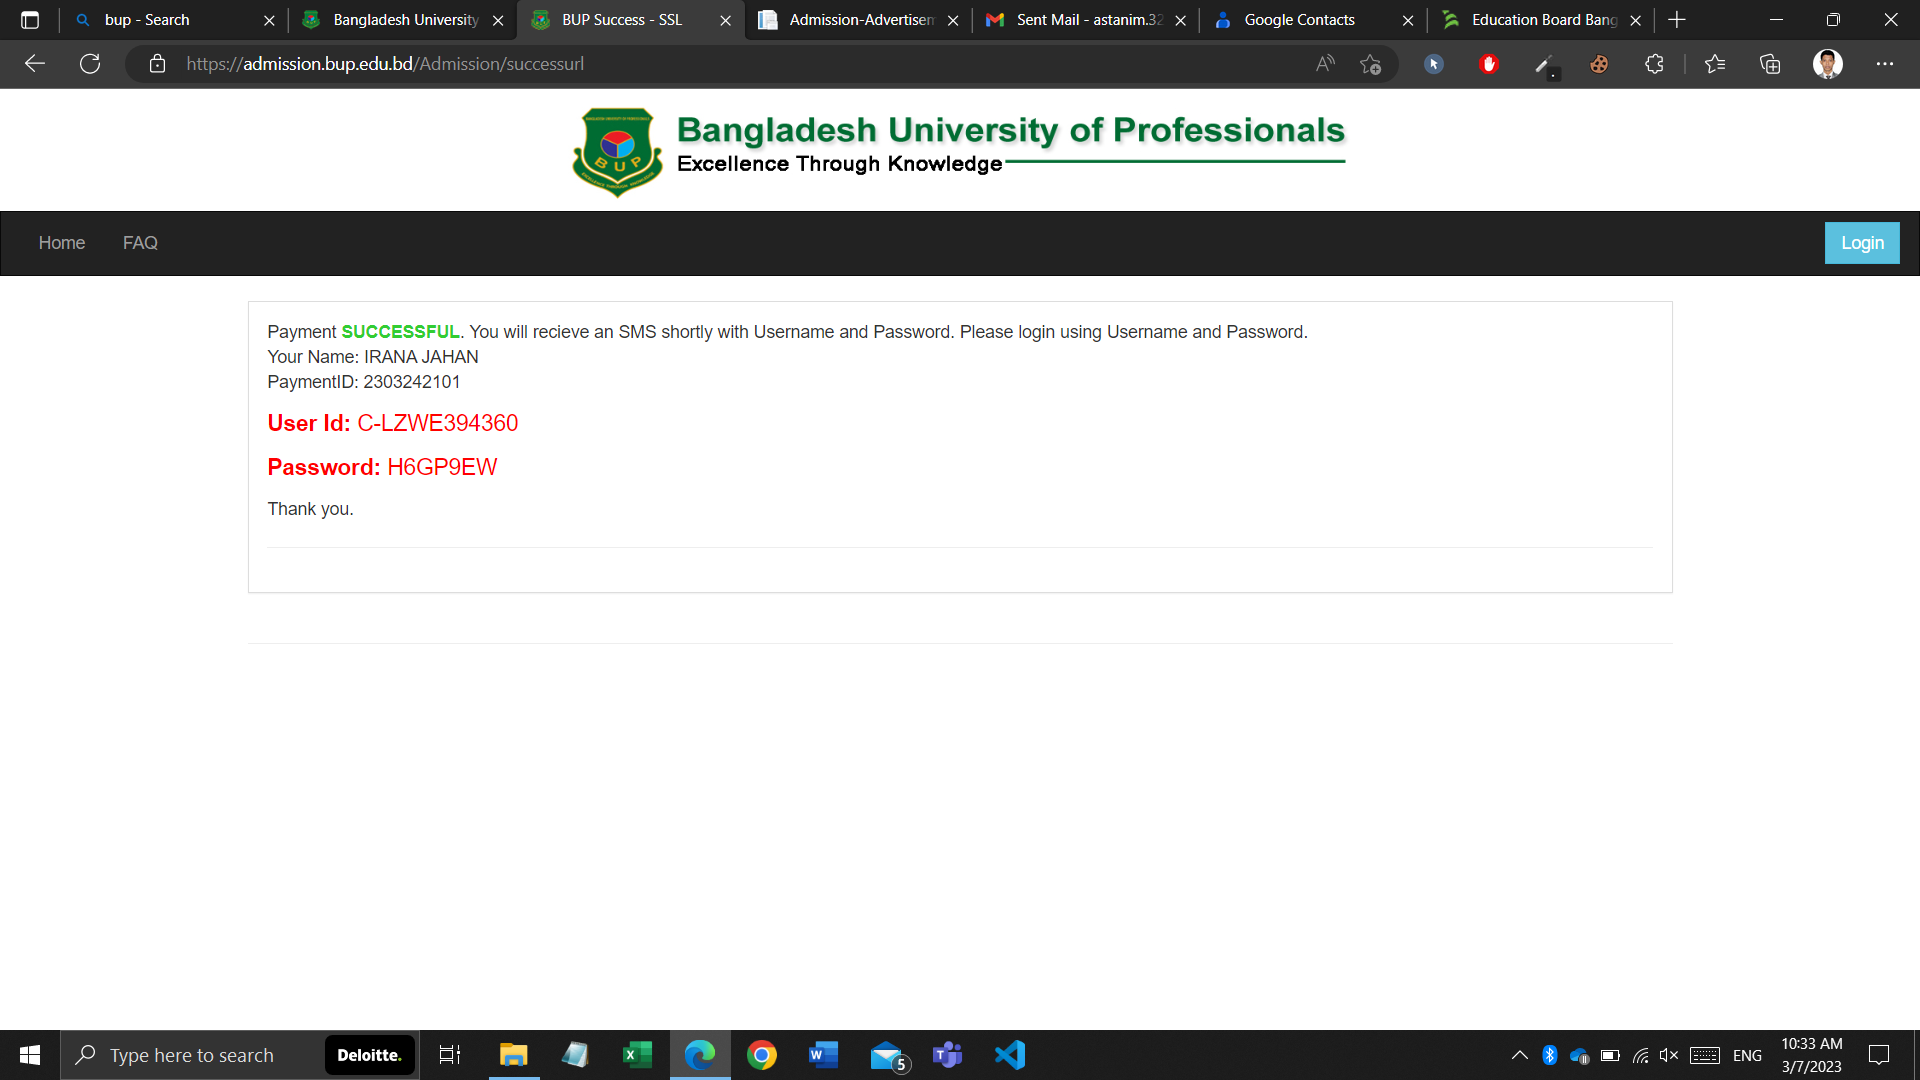 bup - Search
Bangladesh University
BUP Success - SSL
Admission-Advertisem
Sent Mail - astanim.32
Google Contacts
Education Board Bang
https://admission.bup.edu.bd/Admission/successurl
BUP
Bangladesh University of Professionals
Excellence Through Knowledge
Home FAQ Login
Payment SUCCESSFUL. You will recieve an SMS shortly with Username and Password. Please login using Username and Password.
Your Name: IRANA JAHAN
PaymentID: 2303242101
User Id: C-LZWE394360
Password: H6GP9EW
Thank you.
Type here to search
Deloitte.
5
ENG
10:33 AM
3/7/2023